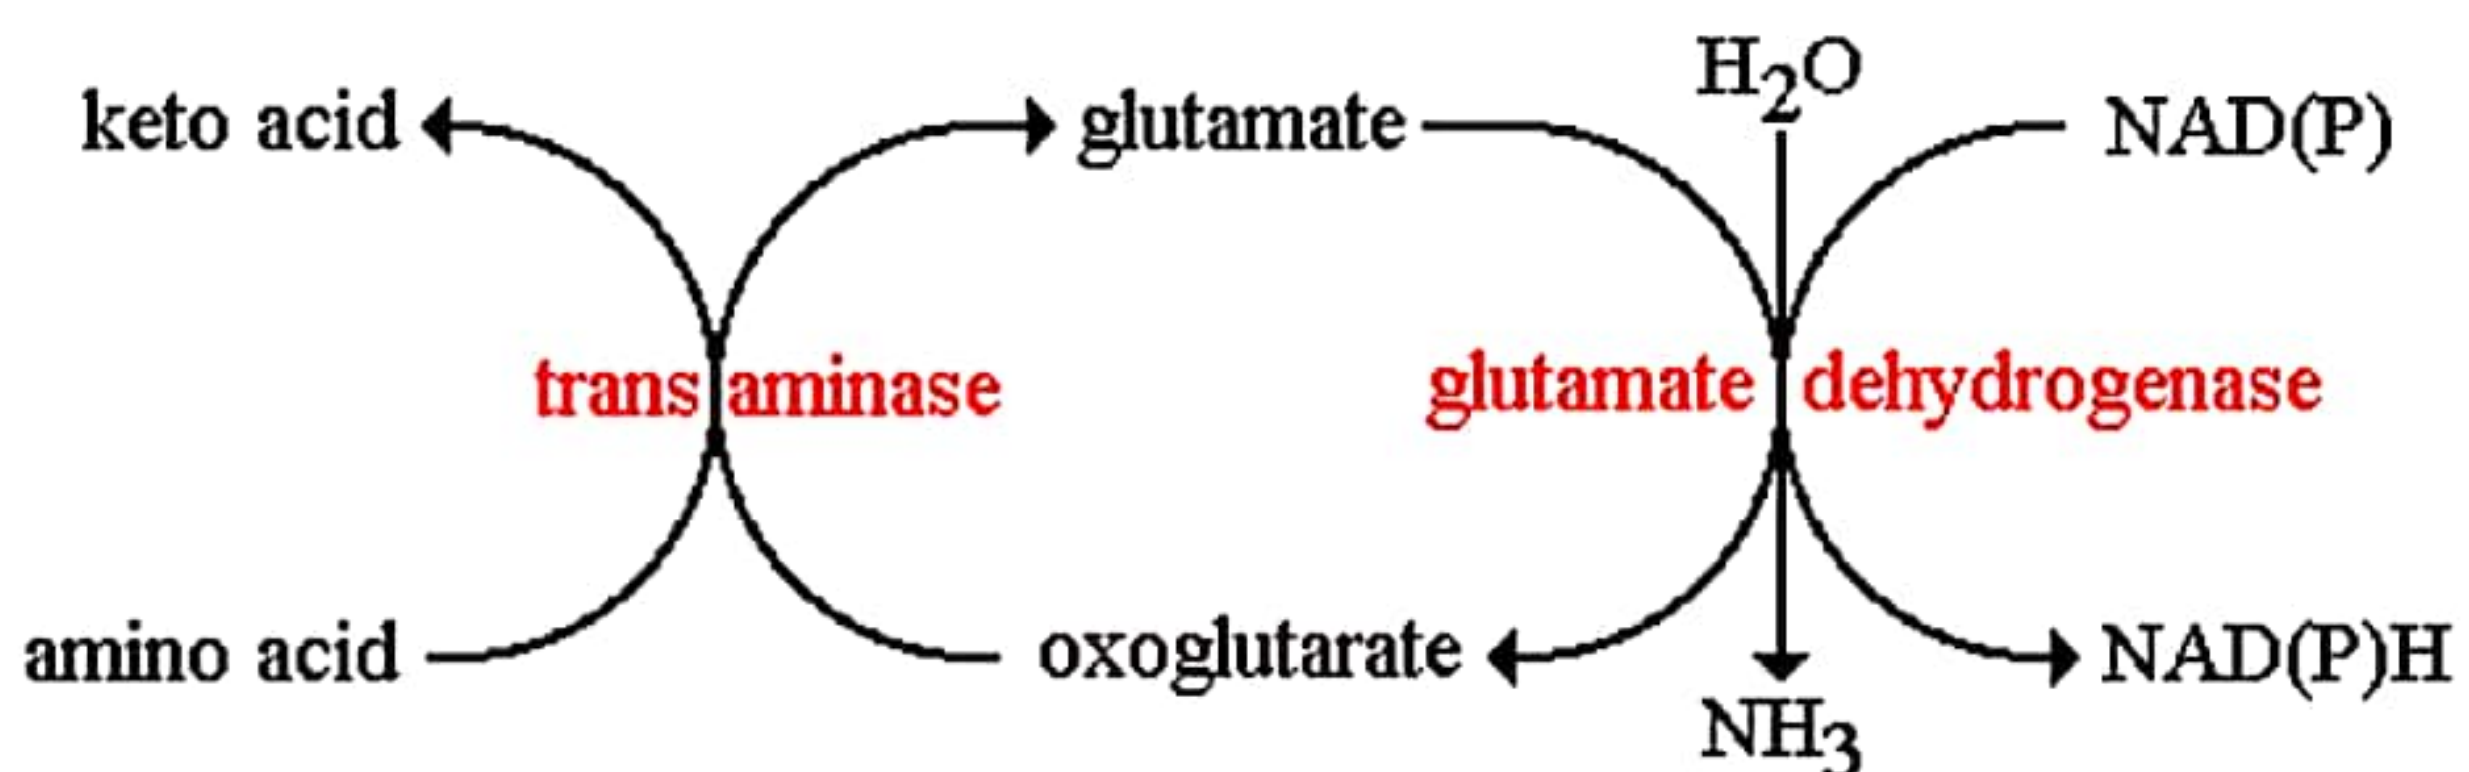 H2O
keto acid glutamate NAD(P)
trans aminase glutamate dehydrogenase
amino acid oxoglutarate NAD(P)H
NH3